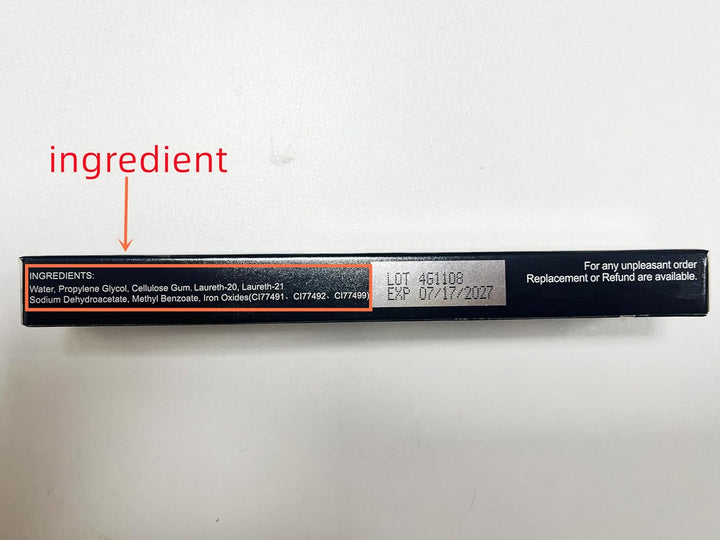 ingredient
INGREDIENTS:
Water, Propylene Glycol, Cellulose Gum. Laureth-20, Laureth-21
Sodium Dehydroacetate, Methyl Benzoate, Iron Oxides(CI77491、CI77492、CI77499)
LOT 4G1108
EXP 07/17/2027
For any unpleasant order
Replacement or Refund are available.